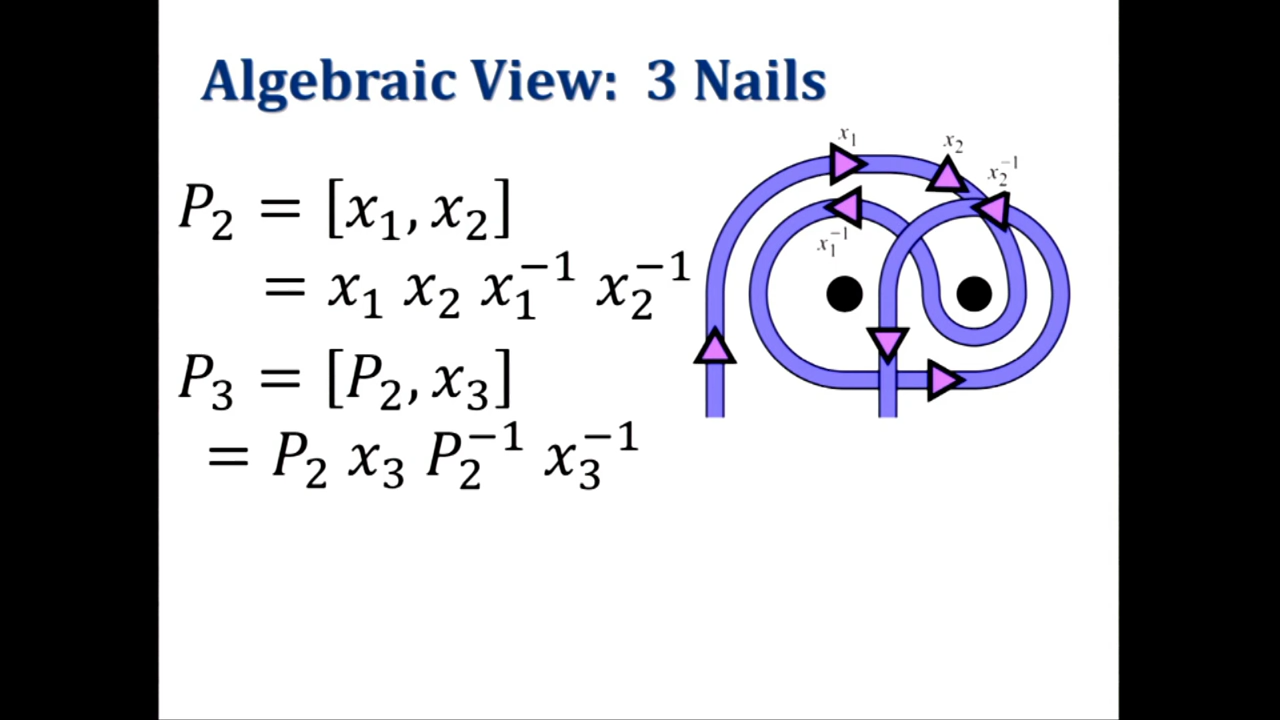 Algebraic View: 3 Nails
P₂ = [x₁, x₂]
= x₁ x₂ x₁⁻¹ x₂⁻¹
P₃ = [P₂, x₃]
= P₂ x₃ P₂⁻¹ x₃⁻¹
x₁
x₂
x₂⁻¹
x₁⁻¹